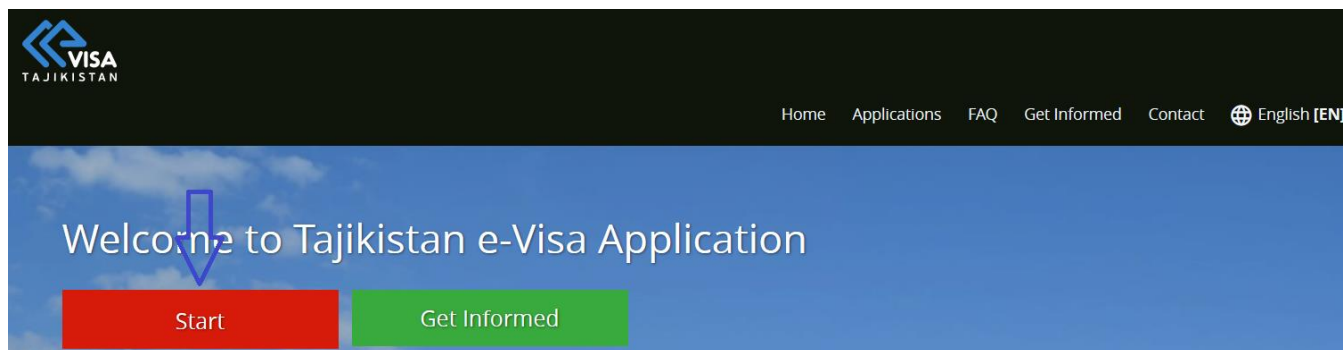 VISA
TAJIKISTAN
Home Applications FAQ Get Informed Contact English [EN]
Welcome to Tajikistan e-Visa Application
Start Get Informed